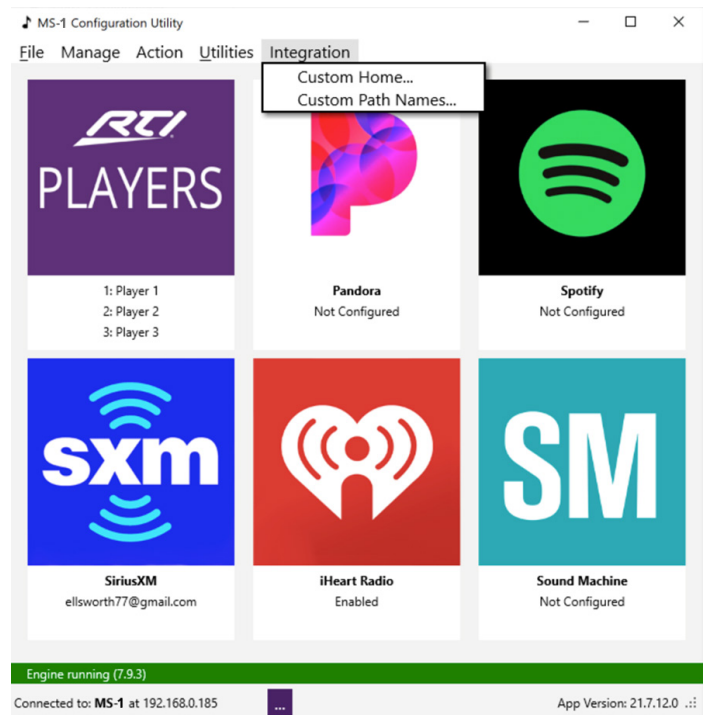 MS-1 Configuration Utility
File Manage Action Utilities Integration
Custom Home...
Custom Path Names...
RTI
PLAYERS
1: Player 1
2: Player 2
3: Player 3
Pandora
Not Configured
Spotify
Not Configured
sxm
SM
SiriusXM
ellsworth77@gmail.com
iHeart Radio
Enabled
Sound Machine
Not Configured
Engine running (7.9.3)
Connected to: MS-1 at 192.168.0.185
...
App Version: 21.7.12.0